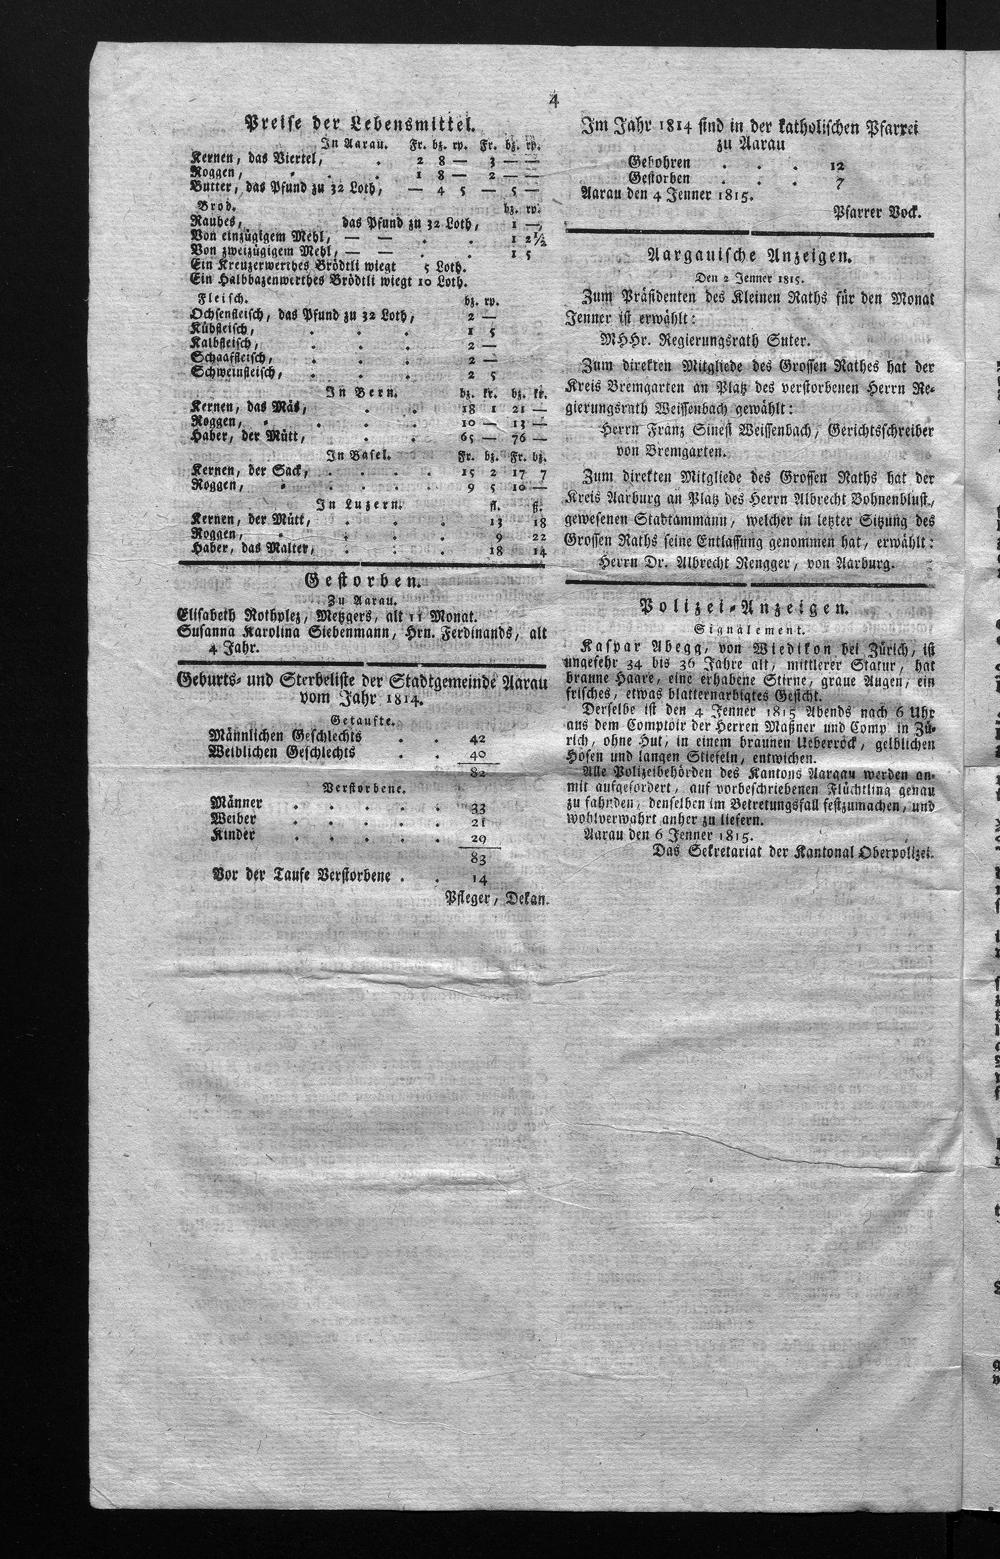 4
Preise der Lebensmittel.
In Aarau. Fr. bz. rp. Fr. bz. rp.
Kernen, das Viertel, . 2 8 — 3 — —
Roggen, . . . 1 8 — 2 — —
Butter, das Pfund zu 32 Loth, — 4 5 — 5 —
Brod. bz. rp.
Rauhes, das Pfund zu 32 Loth, 1 —
Von einzügigem Mehl, — — . . 1 2½
Von zweizügigem Mehl, — — . . 1 5
Ein Kreuzerwerthes Brödtli wiegt 5 Loth.
Ein Halbbazenwerthes Brödtli wiegt 10 Loth.
Fleisch. bz. rp.
Ochsenfleisch, das Pfund zu 32 Loth, 2 —
Kühfleisch, . . . 1 5
Kalbfleisch, . . . 2 —
Schaaffleisch, . . . 2 —
Schweinfleisch, . . . 2 5
In Bern. bz. kr. bz. kr.
Kernen, das Mäs, . . 18 1 21 —
Roggen, . . . . 10 — 13 —
Haber, der Mütt, . . 65 — 76 —
In Basel. Fr. bz. Fr. bz.
Kernen, der Sack, . . . . 15 2 17 7
Roggen, . . . . . 9 5 10 —
In Luzern. fl. ß.
Kernen, der Mütt, . . . . 13 18
Roggen, . . . . . 9 22
Haber, das Malter, . . . . 18 14
Gestorben.
Zu Aarau.
Elisabeth Rothplez, Metzgers, alt 11 Monat.
Susanna Karolina Siebenmann, Hrn. Ferdinands, alt
4 Jahr.
Geburts- und Sterbeliste der Stadtgemeinde Aarau
vom Jahr 1814.
Getaufte.
Männlichen Geschlechts . . 42
Weiblichen Geschlechts . . 40
82
Verstorbene.
Männer . . . . . 33
Weiber . . . . . 21
Kinder . . . . . 29
83
Vor der Taufe Verstorbene . . 14
Pfleger, Dekan.
Im Jahr 1814 sind in der katholischen Pfarrei
zu Aarau
Gebohren . . . 12
Gestorben . . . 7
Aarau den 4 Jenner 1815.
Pfarrer Vock.
Aargauische Anzeigen.
Den 2 Jenner 1815.
Zum Präsidenten des Kleinen Raths für den Monat
Jenner ist erwählt:
MHHr. Regierungsrath Suter.
Zum direkten Mitgliede des Grossen Rathes hat der
Kreis Bremgarten an Platz des verstorbenen Herrn Re-
gierungsrath Weissenbach gewählt:
Herrn Franz Sinesi Weissenbach, Gerichtsschreiber
von Bremgarten.
Zum direkten Mitgliede des Grossen Raths hat der
Kreis Aarburg an Platz des Herrn Albrecht Bohnenblust,
gewesenen Stadtammann, welcher in letzter Sitzung des
Grossen Raths seine Entlassung genommen hat, erwählt:
Herrn Dr. Albrecht Rengger, von Aarburg.
Polizei-Anzeigen.
Signalement.
Kaspar Abegg, von Wiedikon bei Zürich, ist
ungefehr 34 bis 36 Jahre alt, mittlerer Statur, hat
braune Haare, eine erhabene Stirne, graue Augen, ein
frisches, etwas blatternarbigtes Gesicht.
Derselbe ist den 4 Jenner 1815 Abends nach 6 Uhr
aus dem Comptoir der Herren Maßner und Comp. in Zü-
rich, ohne Hut, in einem braunen Ueberrock, gelblichen
Hosen und langen Stiefeln, entwichen.
Alle Polizeibehörden des Kantons Aargau werden an-
mit aufgefordert, auf vorbeschriebenen Flüchtling genau
zu fahnden, denselben im Betretungsfall festzumachen, und
wohlverwahrt anher zu liefern.
Aarau den 6 Jenner 1815.
Das Sekretariat der Kantonal Oberpolizei.